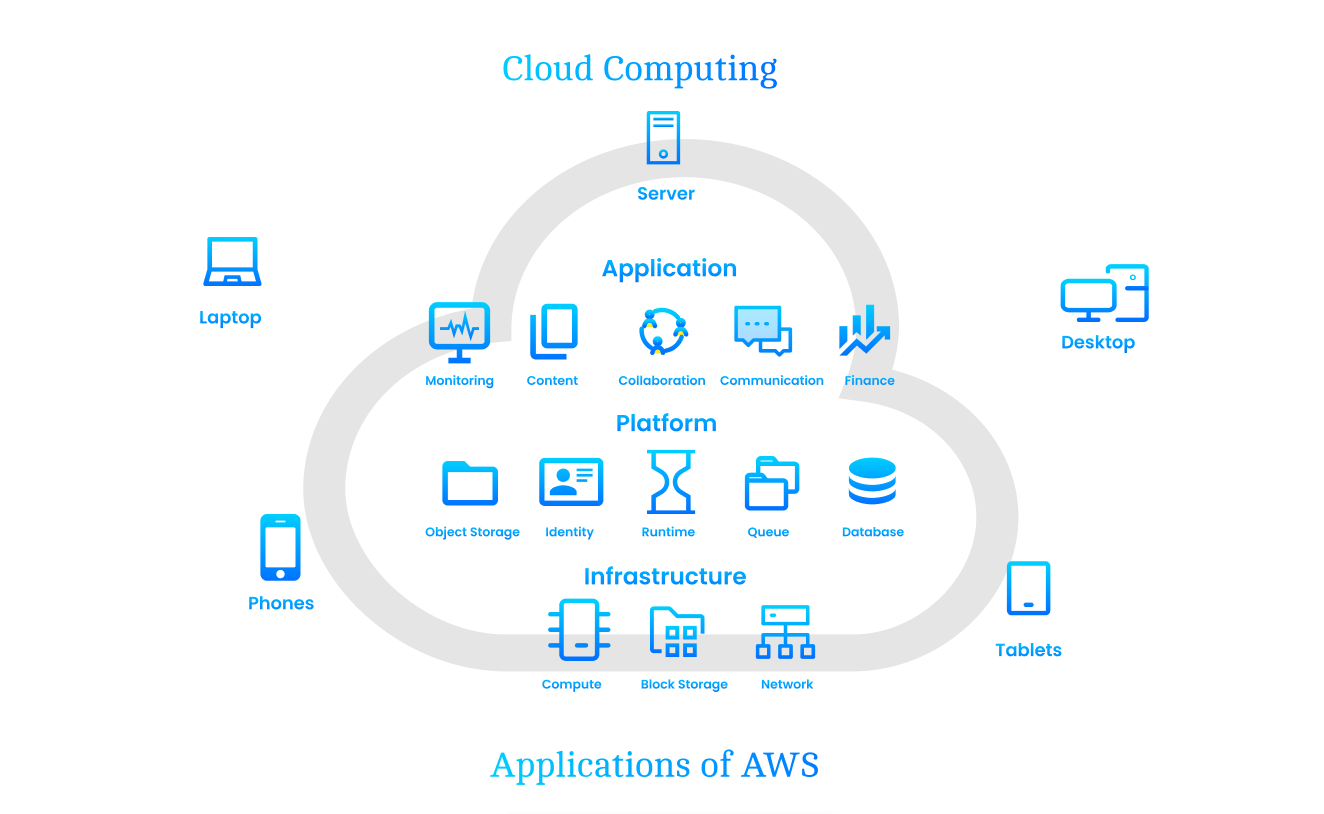 Cloud Computing
Server
Laptop
Desktop
Application
Monitoring
Content
Collaboration
Communication
Finance
Platform
Object Storage
Identity
Runtime
Queue
Database
Infrastructure
Phones
Tablets
Compute
Block Storage
Network
Applications of AWS